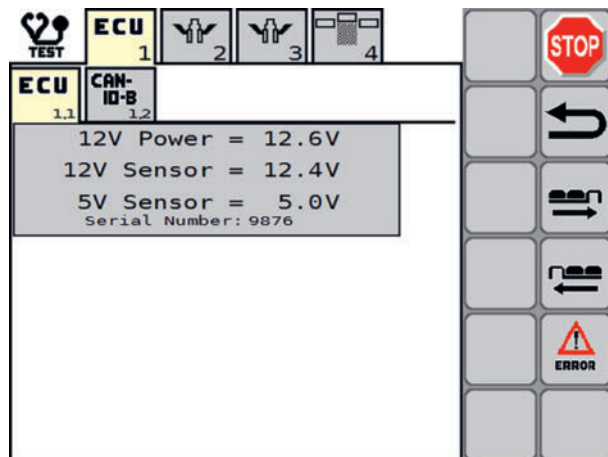 TEST
ECU
1
2
3
4
STOP
ECU
1.1
CAN-
IO-B
1.2
12V Power = 12.6V
12V Sensor = 12.4V
5V Sensor = 5.0V
Serial Number: 9876
ERROR